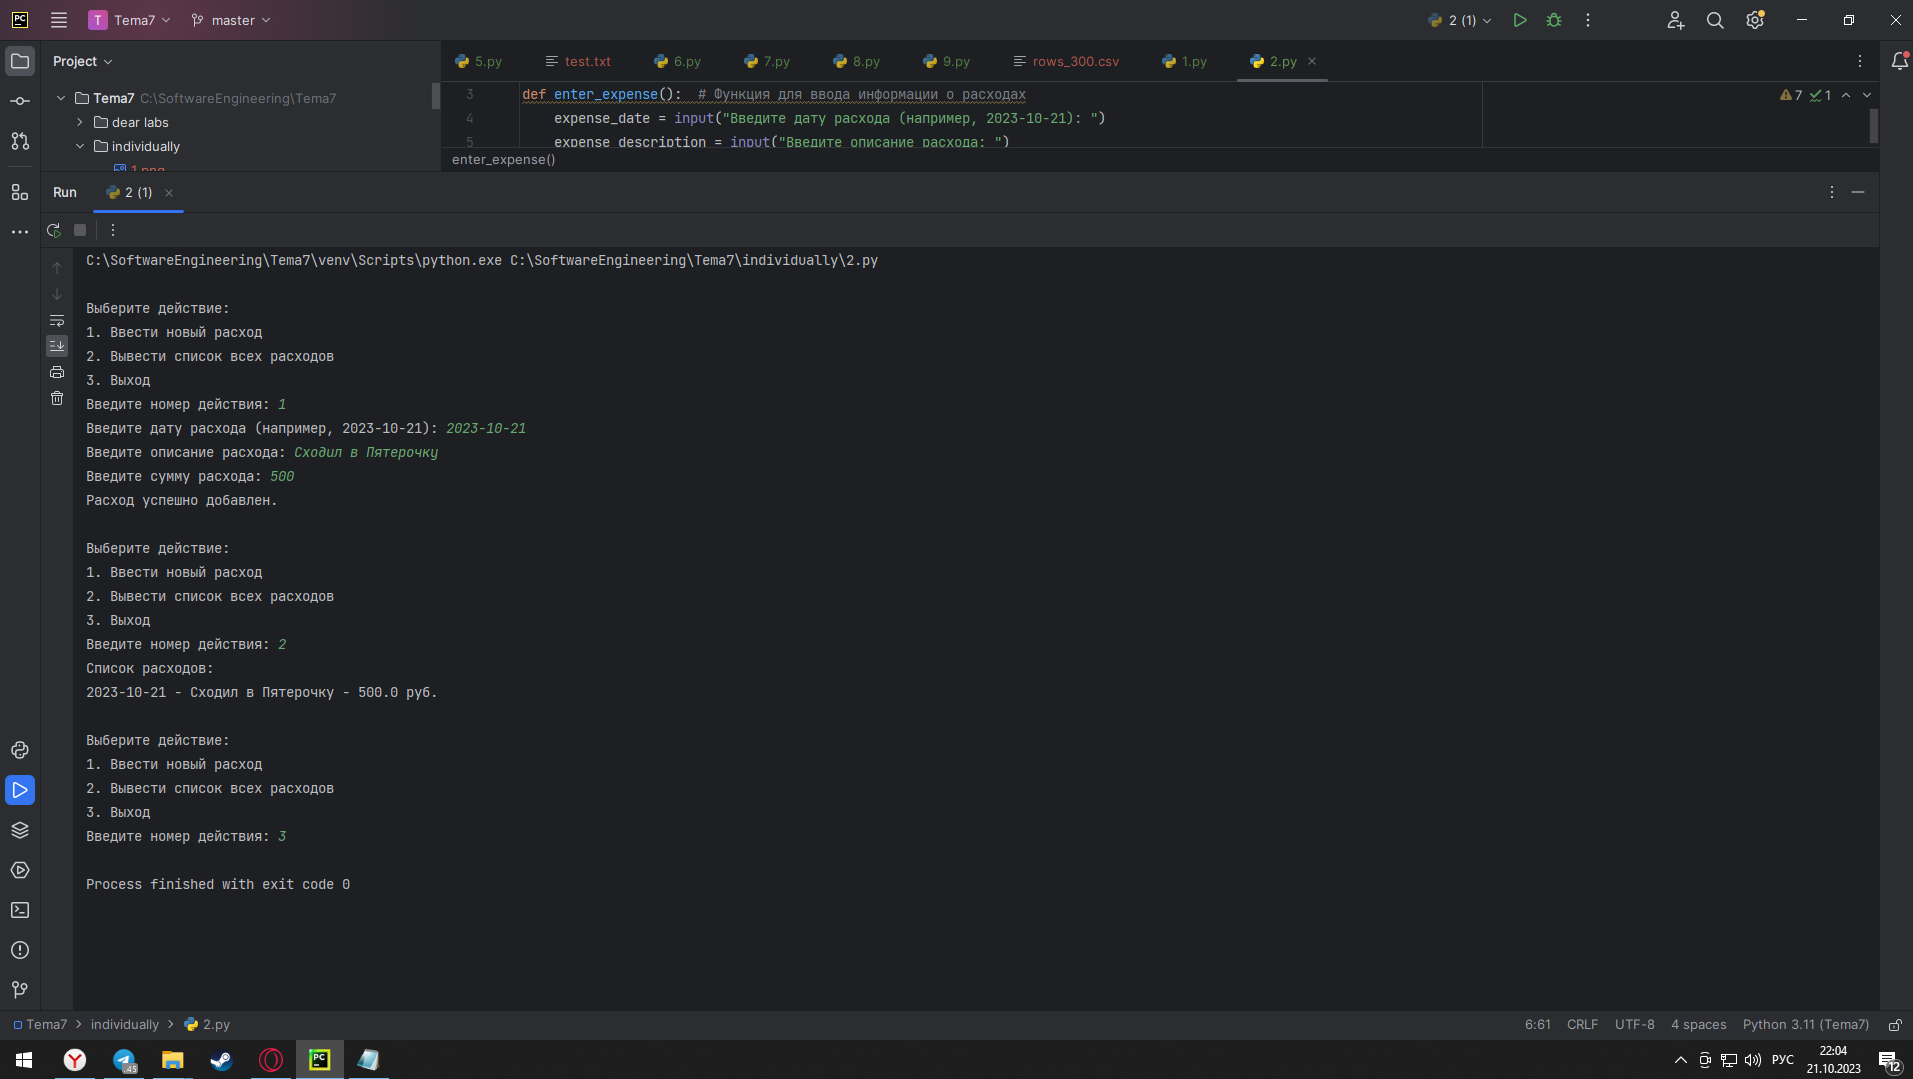 PC T Tema7 master 2 (1)
Project
5.py test.txt 6.py 7.py 8.py 9.py rows_300.csv 1.py 2.py
Tema7 C:\SoftwareEngineering\Tema7
dear labs
individually
1.png
3 def enter_expense(): # Функция для ввода информации о расходах
4 expense_date = input("Введите дату расхода (например, 2023-10-21): ")
5 expense_description = input("Введите описание расхода: ")
7 1
enter_expense()
Run 2 (1)
C:\SoftwareEngineering\Tema7\venv\Scripts\python.exe C:\SoftwareEngineering\Tema7\individually\2.py
Выберите действие:
1. Ввести новый расход
2. Вывести список всех расходов
3. Выход
Введите номер действия: 1
Введите дату расхода (например, 2023-10-21): 2023-10-21
Введите описание расхода: Сходил в Пятерочку
Введите сумму расхода: 500
Расход успешно добавлен.
Выберите действие:
1. Ввести новый расход
2. Вывести список всех расходов
3. Выход
Введите номер действия: 2
Список расходов:
2023-10-21 - Сходил в Пятерочку - 500.0 руб.
Выберите действие:
1. Ввести новый расход
2. Вывести список всех расходов
3. Выход
Введите номер действия: 3
Process finished with exit code 0
Tema7 individually 2.py 6:61 CRLF UTF-8 4 spaces Python 3.11 (Tema7)
45 PC РУС 22:04
21.10.2023 12